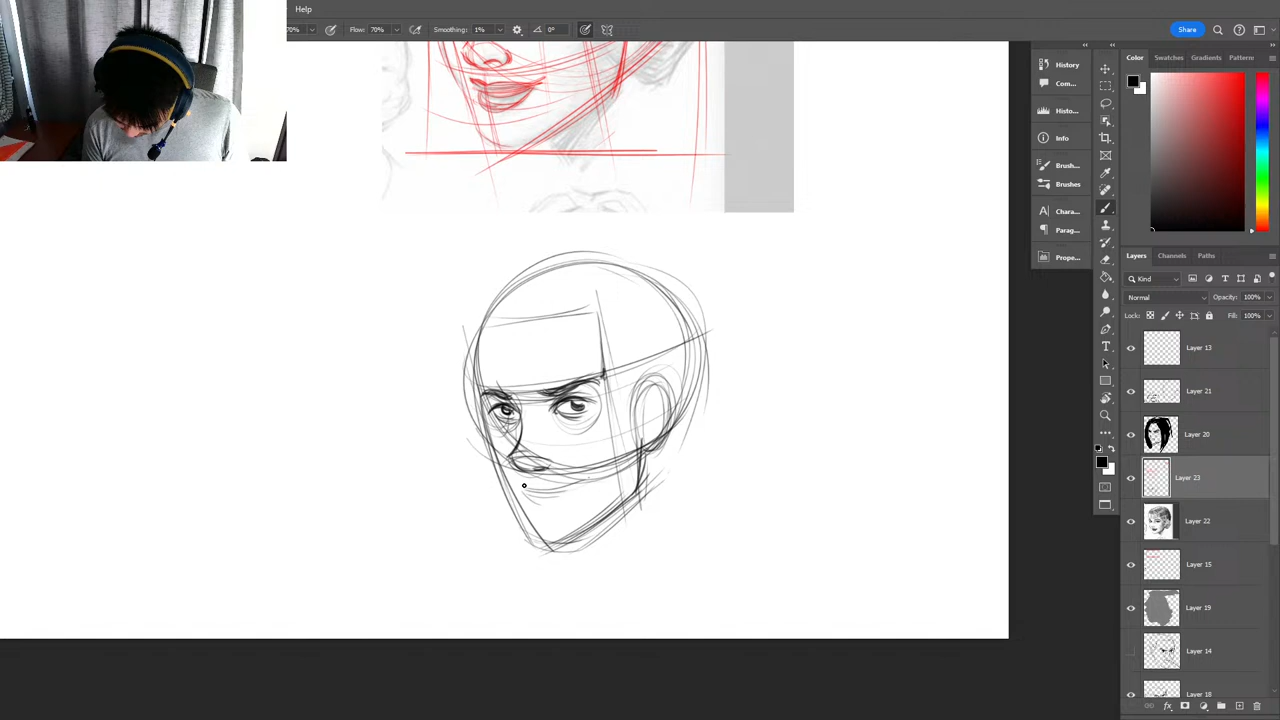 Help
70%
Flow: 70%
Smoothing: 1%
0°
Share
History
Com...
Histo...
Info
Brush...
Brushes
Chara...
Parag...
Prope...
Color
Swatches
Gradients
Pattern
Layers
Channels
Paths
Kind
Normal
Opacity: 100%
Lock:
Fill: 100%
Layer 13
Layer 21
Layer 20
Layer 23
Layer 22
Layer 15
Layer 19
Layer 14
Layer 18